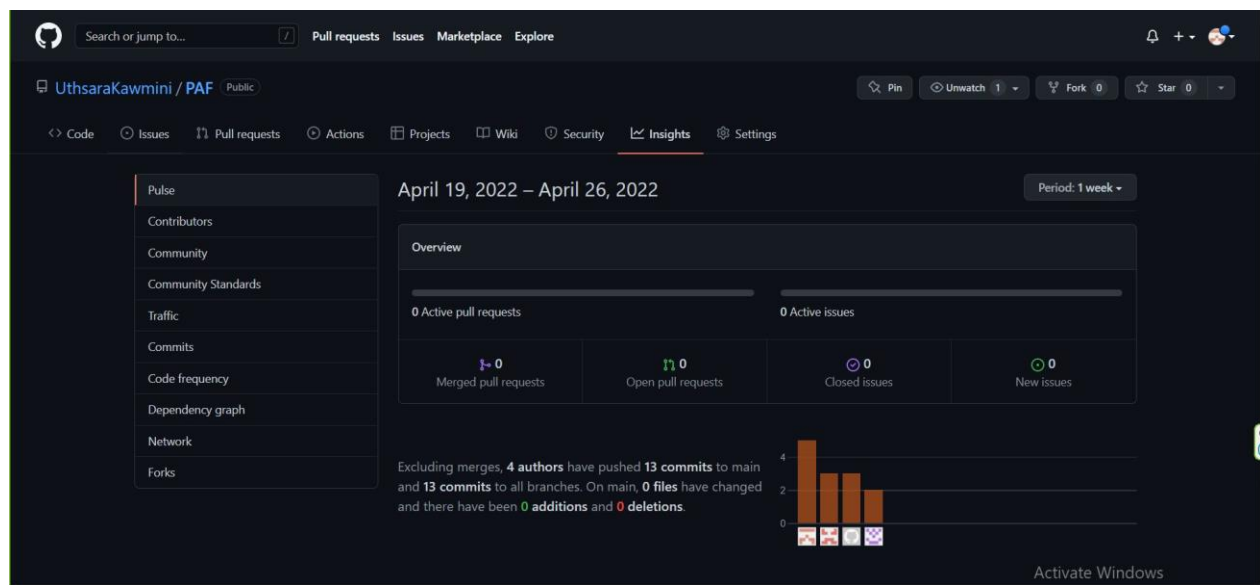 Search or jump to... / Pull requests Issues Marketplace Explore
UthsaraKawmini / PAF Public
Pin Unwatch 1 Fork 0 Star 0
Code Issues Pull requests Actions Projects Wiki Security Insights Settings
Pulse
Contributors
Community
Community Standards
Traffic
Commits
Code frequency
Dependency graph
Network
Forks
April 19, 2022 – April 26, 2022
Period: 1 week
Overview
0 Active pull requests
0 Active issues
0
Merged pull requests
0
Open pull requests
0
Closed issues
0
New issues
Excluding merges, 4 authors have pushed 13 commits to main
and 13 commits to all branches. On main, 0 files have changed
and there have been 0 additions and 0 deletions.
4
2
0
Activate Windows